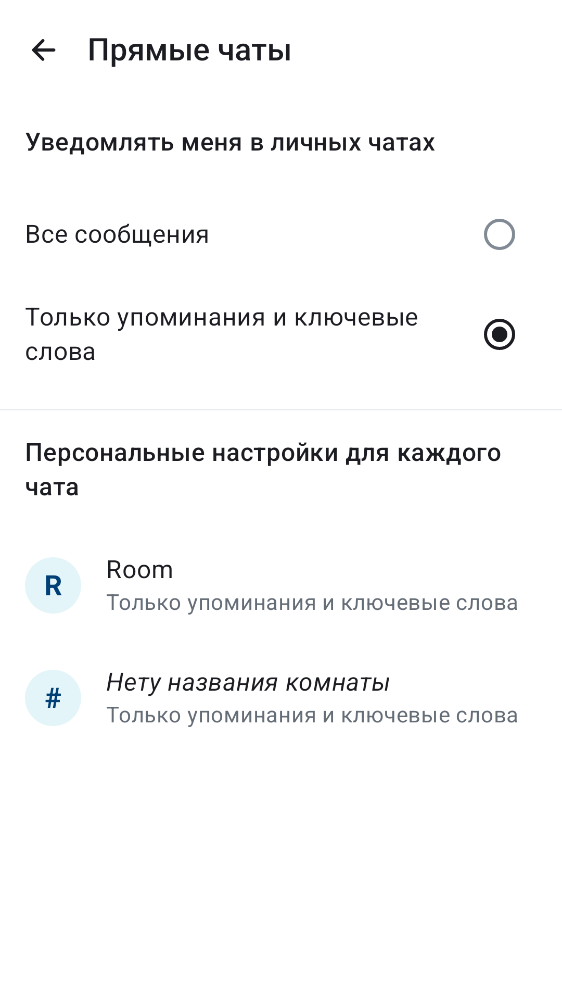 Прямые чаты
Уведомлять меня в личных чатах
Все сообщения
Только упоминания и ключевые
слова
Персональные настройки для каждого
чата
R
Room
Только упоминания и ключевые слова
#
Нету названия комнаты
Только упоминания и ключевые слова